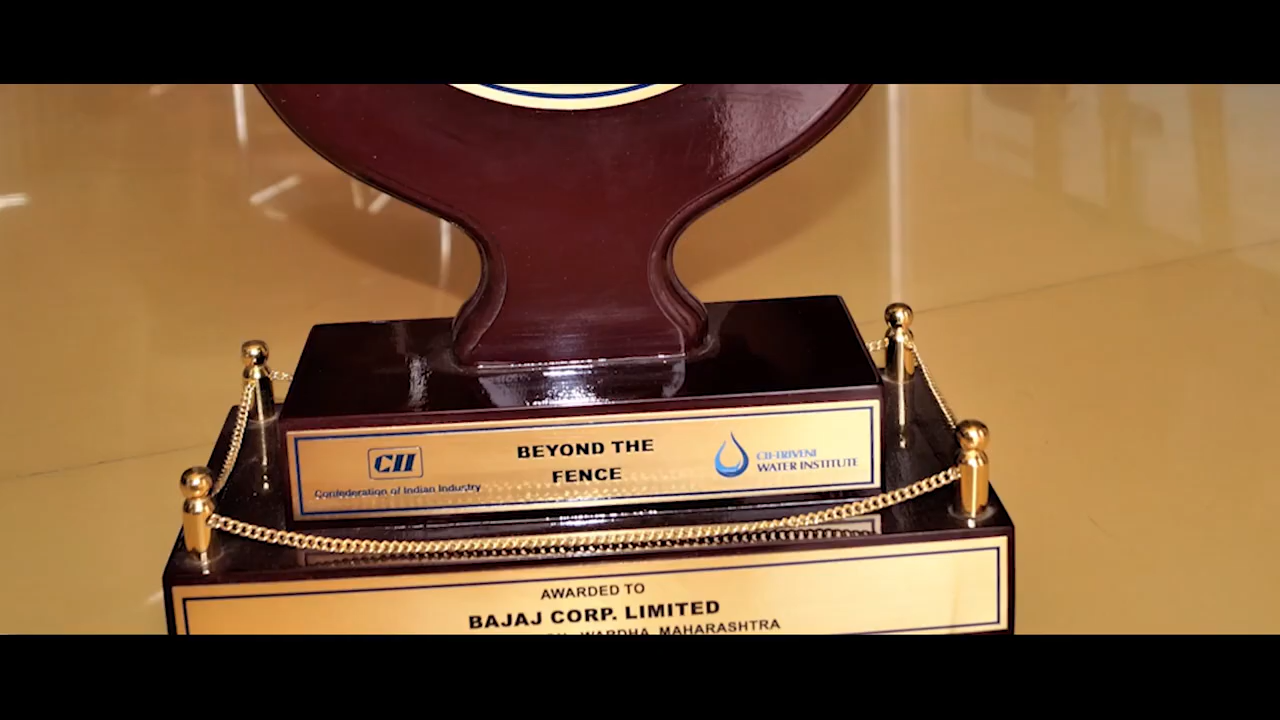 CII
Confederation of Indian Industry
BEYOND THE
FENCE
CII-TRIVENI
WATER INSTITUTE
AWARDED TO
BAJAJ CORP. LIMITED
WARDHA, MAHARASHTRA